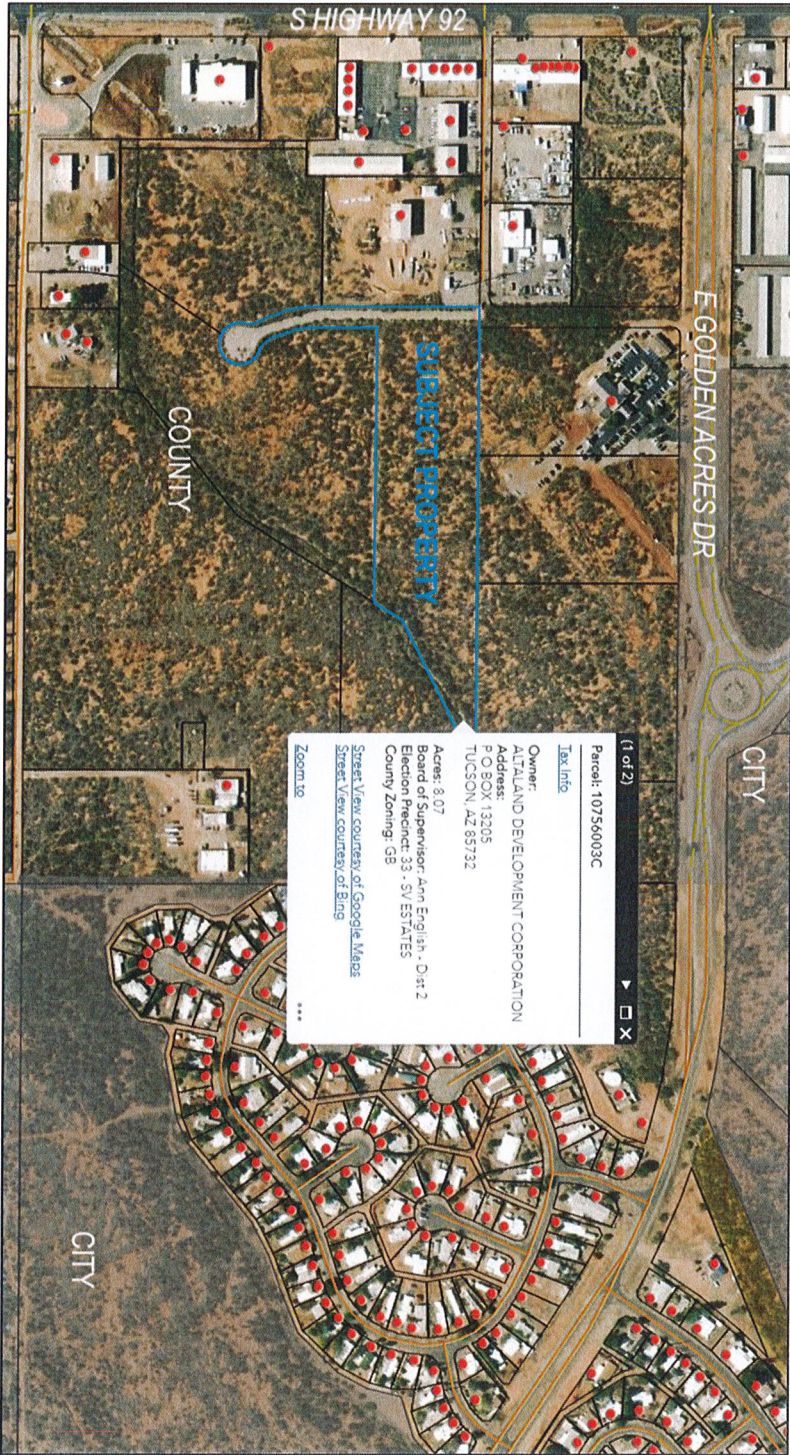 S HIGHWAY 92
E GOLDEN ACRES DR
SUBJECT PROPERTY
COUNTY
CITY
CITY
(1 of 2)
Parcel: 10756003C
Tax Info
Owner:
ALTALAND DEVELOPMENT CORPORATION
Address:
P O BOX 13205
TUCSON, AZ 85732
Acres: 8.07
Board of Supervisor: Ann English - Dist 2
Election Precinct: 33 - SV ESTATES
County Zoning: GB
Street View courtesy of Google Maps
Street View courtesy of Bing
Zoom to